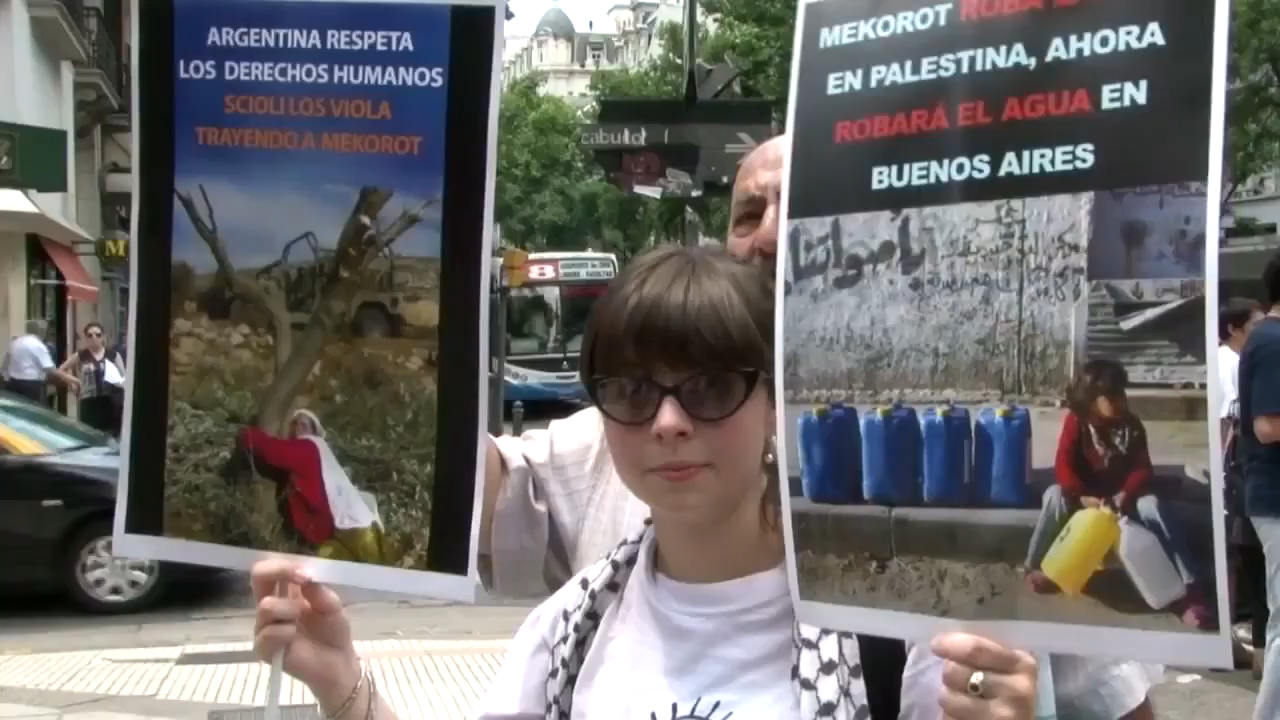 ARGENTINA RESPETA
LOS DERECHOS HUMANOS
SCIOLI LOS VIOLA
TRAYENDO A MEKOROT
MEKOROT ROBA
EN PALESTINA, AHORA
ROBARÁ EL AGUA EN
BUENOS AIRES
8
M